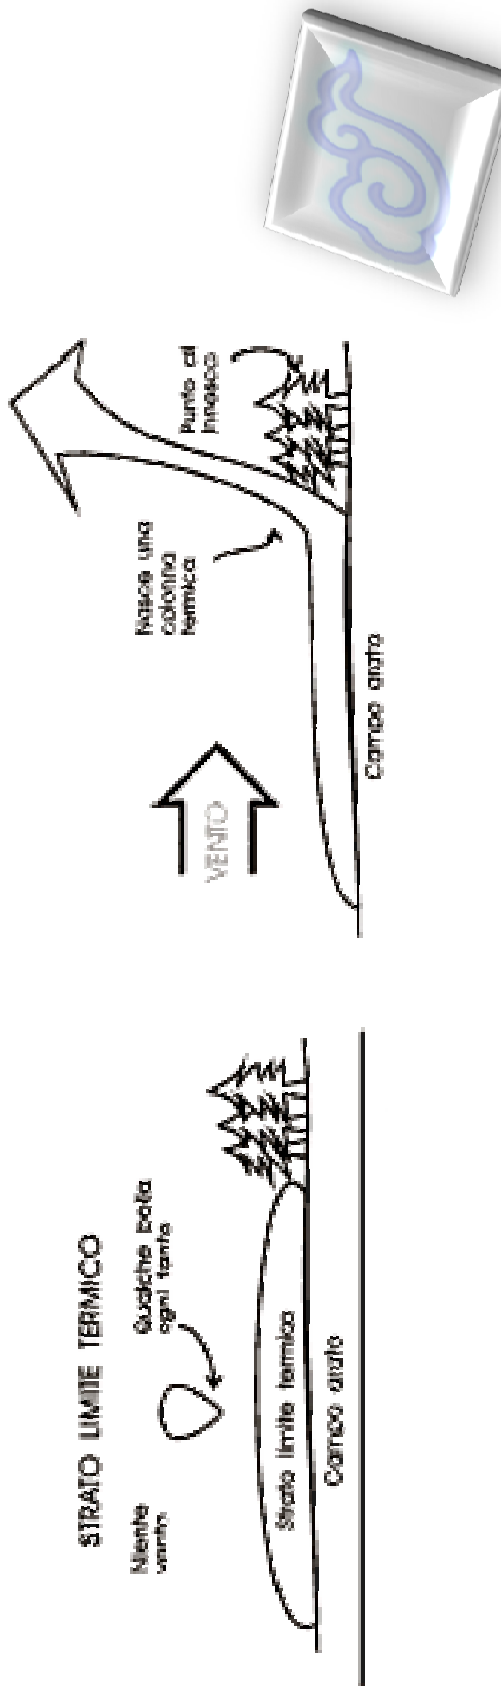 STRATO LIMITE TERMICO
Niente
vento
Qualche bolla
ogni tanto
Strato limite termico
Campo arato
VENTO
Nasce una
colonna
termica
Punto di
innesco
Campo arato